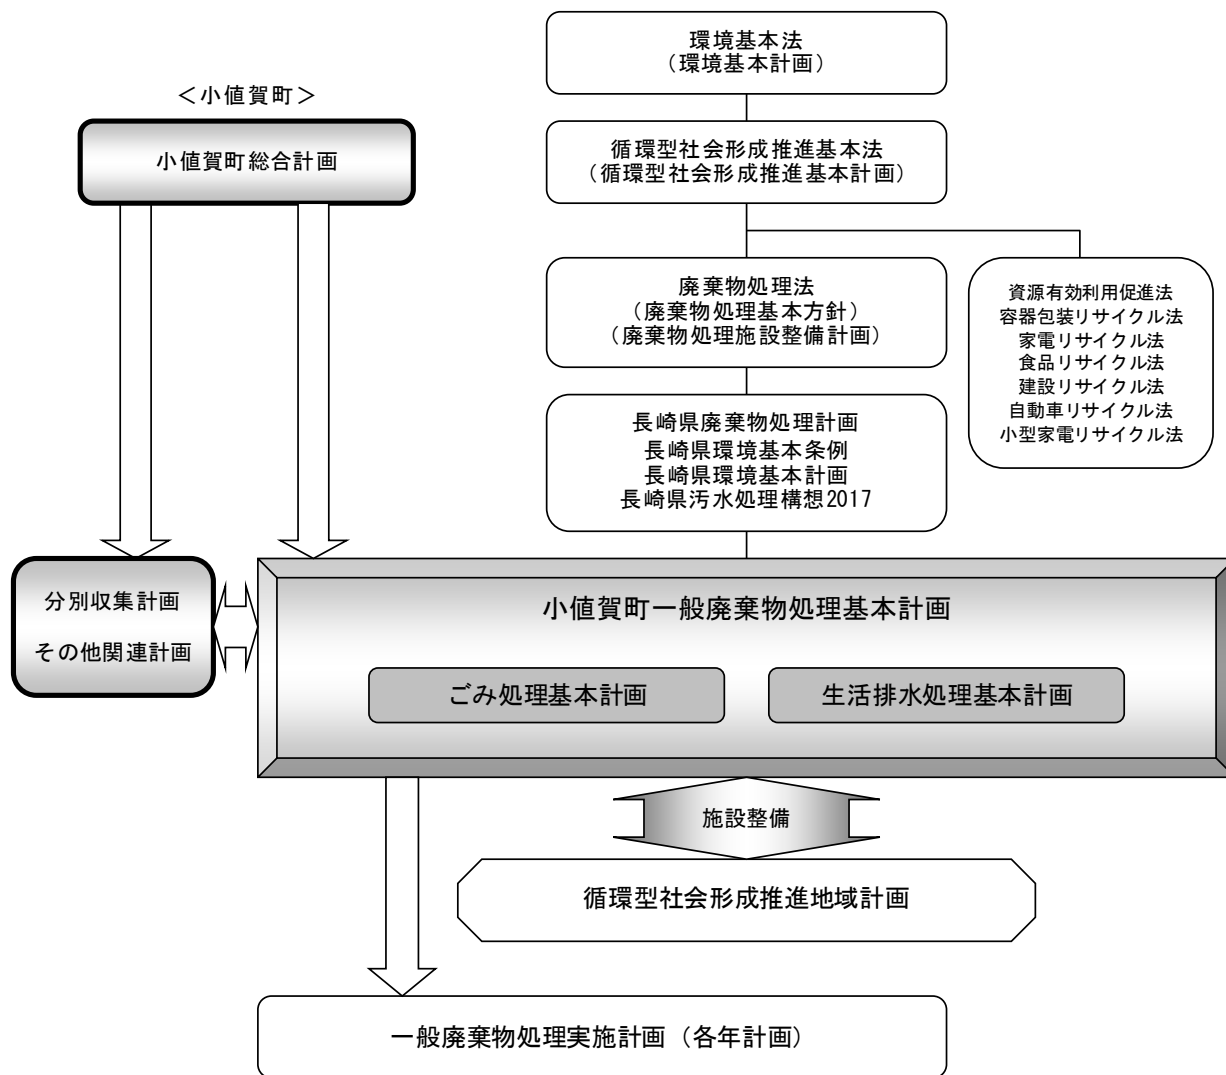 環境基本法
（環境基本計画）
＜小値賀町＞
小値賀町総合計画
循環型社会形成推進基本法
（循環型社会形成推進基本計画）
廃棄物処理法
（廃棄物処理基本方針）
（廃棄物処理施設整備計画）
資源有効利用促進法
容器包装リサイクル法
家電リサイクル法
食品リサイクル法
建設リサイクル法
自動車リサイクル法
小型家電リサイクル法
長崎県廃棄物処理計画
長崎県環境基本条例
長崎県環境基本計画
長崎県汚水処理構想2017
分別収集計画
その他関連計画
小値賀町一般廃棄物処理基本計画
ごみ処理基本計画
生活排水処理基本計画
施設整備
循環型社会形成推進地域計画
一般廃棄物処理実施計画（各年計画）